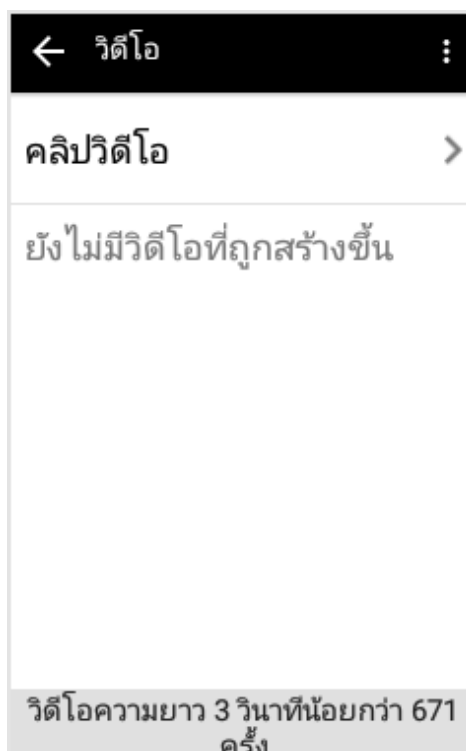 วิดีโอ
คลิปวิดีโอ
ยังไม่มีวิดีโอที่ถูกสร้างขึ้น
วิดีโอความยาว 3 วินาทีน้อยกว่า 671
ครั้ง